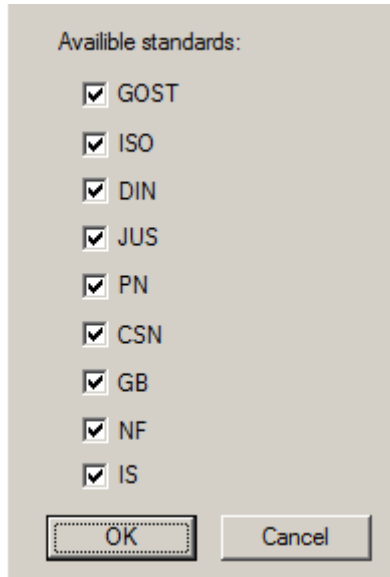 Availible standards:
GOST
ISO
DIN
JUS
PN
CSN
GB
NF
IS
OK Cancel